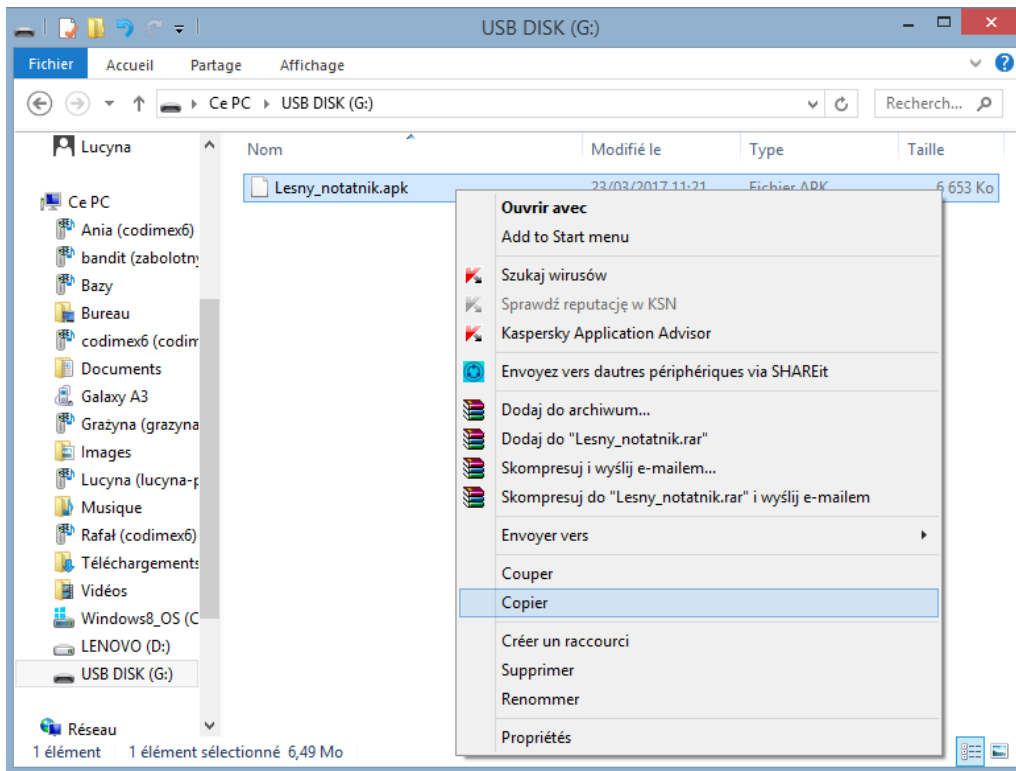 USB DISK (G:)
Fichier Accueil Partage Affichage
Ce PC USB DISK (G:) Recherch...
Lucyna
Ce PC
Ania (codimex6)
bandit (zabolotny
Bazy
Bureau
codimex6 (codim
Documents
Galaxy A3
Grażyna (grazyna
Images
Lucyna (lucyna-p
Musique
Rafał (codimex6)
Téléchargements
Vidéos
Windows8_OS (C
LENOVO (D:)
USB DISK (G:)
Réseau
Nom Modifié le Type Taille
Lesny_notatnik.apk 23/03/2017 11:21 Fichier APK 6 653 Ko
Ouvrir avec
Add to Start menu
Szukaj wirusów
Sprawdź reputację w KSN
Kaspersky Application Advisor
Envoyez vers dautres périphériques via SHAREit
Dodaj do archiwum...
Dodaj do "Lesny_notatnik.rar"
Skompresuj i wyślij e-mailem...
Skompresuj do "Lesny_notatnik.rar" i wyślij e-mailem
Envoyer vers
Couper
Copier
Créer un raccourci
Supprimer
Renommer
Propriétés
1 élément 1 élément sélectionné 6,49 Mo